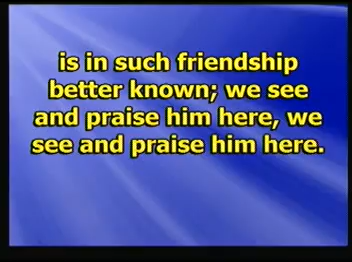 is in such friendship
better known; we see
and praise him here, we
see and praise him here.